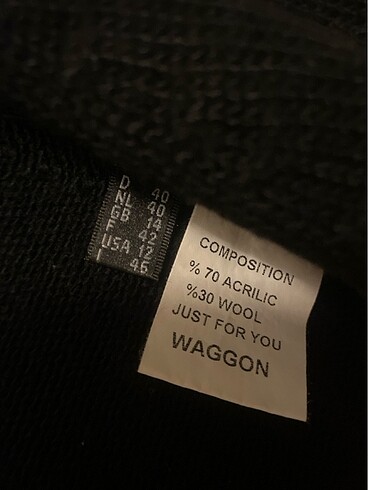 D 40
NL 40
GB 14
F 42
USA 12
I 46
COMPOSITION
% 70 ACRILIC
%30 WOOL
JUST FOR YOU
WAGGON